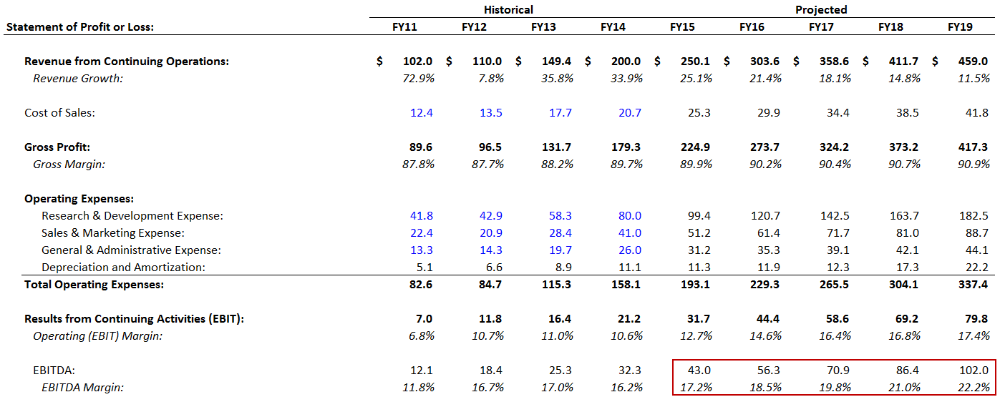 Historical Projected
Statement of Profit or Loss: FY11 FY12 FY13 FY14 FY15 FY16 FY17 FY18 FY19
Revenue from Continuing Operations: $ 102.0 $ 110.0 $ 149.4 $ 200.0 $ 250.1 $ 303.6 $ 358.6 $ 411.7 $ 459.0
Revenue Growth: 72.9% 7.8% 35.8% 33.9% 25.1% 21.4% 18.1% 14.8% 11.5%
Cost of Sales: 12.4 13.5 17.7 20.7 25.3 29.9 34.4 38.5 41.8
Gross Profit: 89.6 96.5 131.7 179.3 224.9 273.7 324.2 373.2 417.3
Gross Margin: 87.8% 87.7% 88.2% 89.7% 89.9% 90.2% 90.4% 90.7% 90.9%
Operating Expenses:
Research & Development Expense: 41.8 42.9 58.3 80.0 99.4 120.7 142.5 163.7 182.5
Sales & Marketing Expense: 22.4 20.9 28.4 41.0 51.2 61.4 71.7 81.0 88.7
General & Administrative Expense: 13.3 14.3 19.7 26.0 31.2 35.3 39.1 42.1 44.1
Depreciation and Amortization: 5.1 6.6 8.9 11.1 11.3 11.9 12.3 17.3 22.2
Total Operating Expenses: 82.6 84.7 115.3 158.1 193.1 229.3 265.5 304.1 337.4
Results from Continuing Activities (EBIT): 7.0 11.8 16.4 21.2 31.7 44.4 58.6 69.2 79.8
Operating (EBIT) Margin: 6.8% 10.7% 11.0% 10.6% 12.7% 14.6% 16.4% 16.8% 17.4%
EBITDA: 12.1 18.4 25.3 32.3 43.0 56.3 70.9 86.4 102.0
EBITDA Margin: 11.8% 16.7% 17.0% 16.2% 17.2% 18.5% 19.8% 21.0% 22.2%